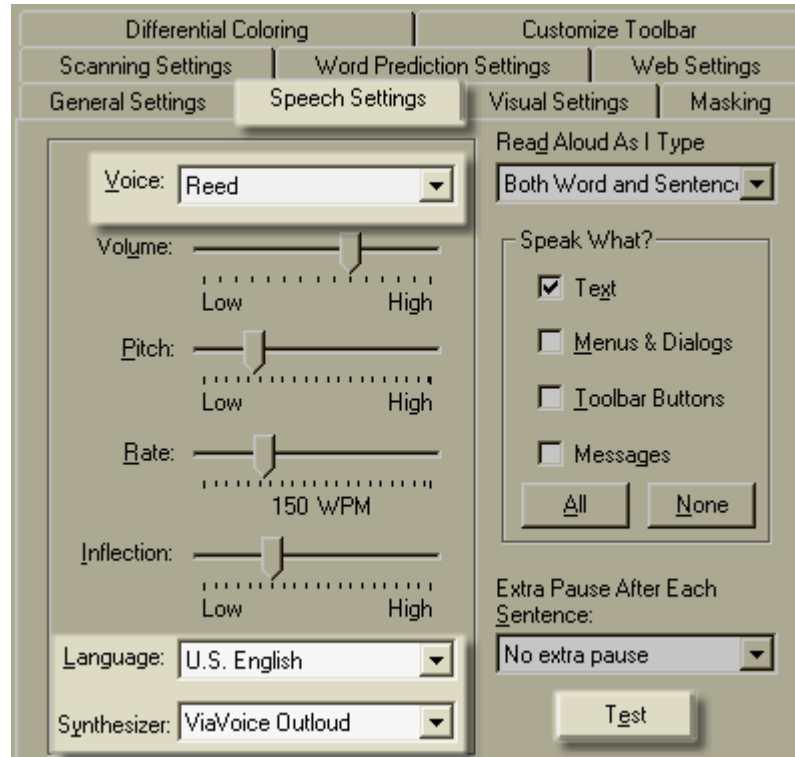 Differential Coloring
Customize Toolbar
Scanning Settings
Word Prediction Settings
Web Settings
General Settings
Speech Settings
Visual Settings
Masking
Voice:
Reed
Volume:
Low
High
Pitch:
Low
High
Rate:
150 WPM
Inflection:
Low
High
Language:
U.S. English
Synthesizer:
ViaVoice Outloud
Read Aloud As I Type
Both Word and Sentenc
Speak What?
Text
Menus & Dialogs
Toolbar Buttons
Messages
All
None
Extra Pause After Each
Sentence:
No extra pause
Test